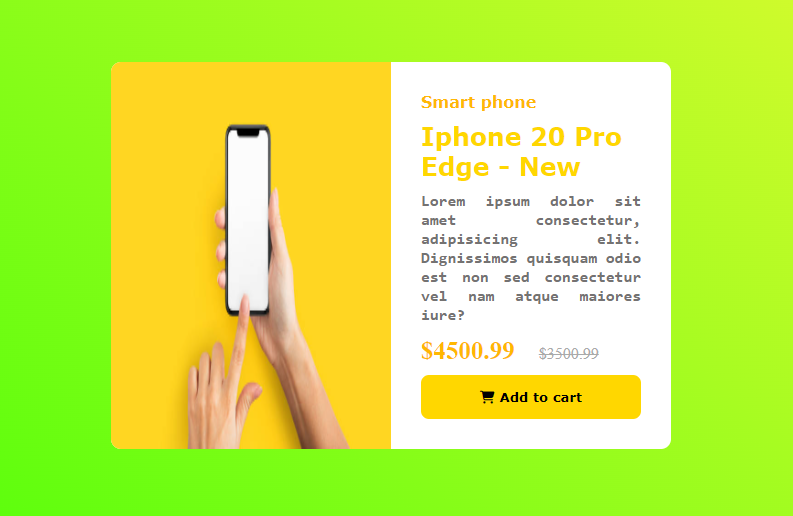 Smart phone
Iphone 20 Pro
Edge - New
Lorem ipsum dolor sit
amet consectetur,
adipisicing elit.
Dignissimos quisquam odio
est non sed consectetur
vel nam atque maiores
iure?
$4500.99 $3500.99
Add to cart